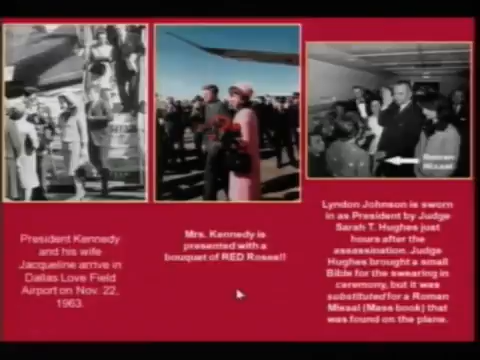 President Kennedy
and his wife
Jacqueline arrive in
Dallas Love Field
Airport on Nov. 22,
1963.
Mrs. Kennedy is
presented with a
bouquet of RED Roses!!
Roman
Missal
Lyndon Johnson is sworn
in as President by Judge
Sarah T. Hughes just
hours after the
assassination. Judge
Hughes brought a small
Bible for the swearing in
ceremony, but it was
substituted for a Roman
Missal (Mass book) that
was found on the plane.